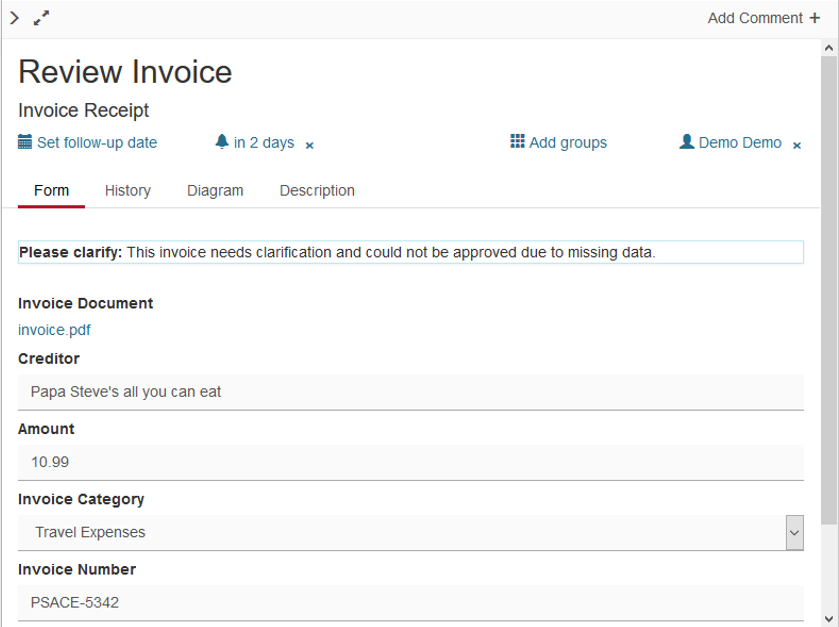 Add Comment +
Review Invoice
Invoice Receipt
Set follow-up date in 2 days × Add groups Demo Demo ×
Form History Diagram Description
Please clarify: This invoice needs clarification and could not be approved due to missing data.
Invoice Document
invoice.pdf
Creditor
Papa Steve's all you can eat
Amount
10.99
Invoice Category
Travel Expenses
Invoice Number
PSACE-5342